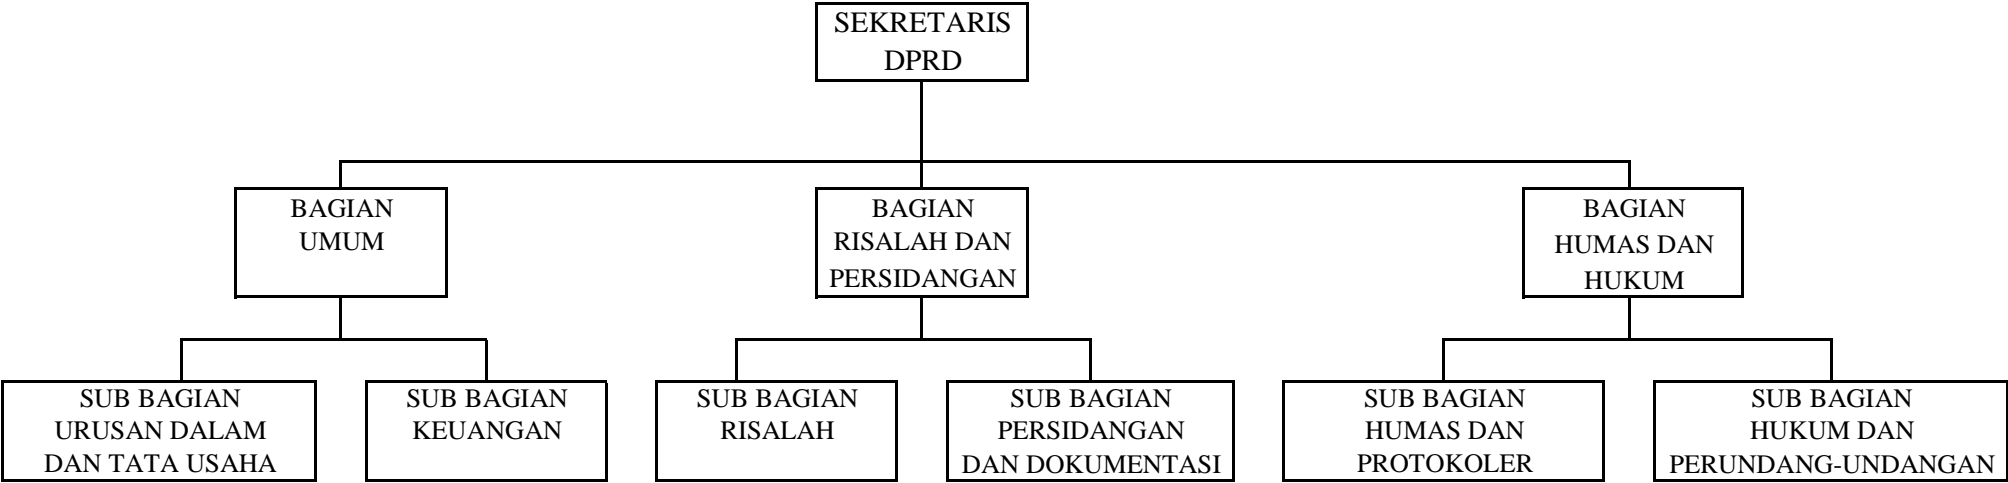 SEKRETARIS
DPRD
BAGIAN
UMUM
BAGIAN
RISALAH DAN
PERSIDANGAN
BAGIAN
HUMAS DAN
HUKUM
SUB BAGIAN
URUSAN DALAM
DAN TATA USAHA
SUB BAGIAN
KEUANGAN
SUB BAGIAN
RISALAH
SUB BAGIAN
PERSIDANGAN
DAN DOKUMENTASI
SUB BAGIAN
HUMAS DAN
PROTOKOLER
SUB BAGIAN
HUKUM DAN
PERUNDANG-UNDANGAN